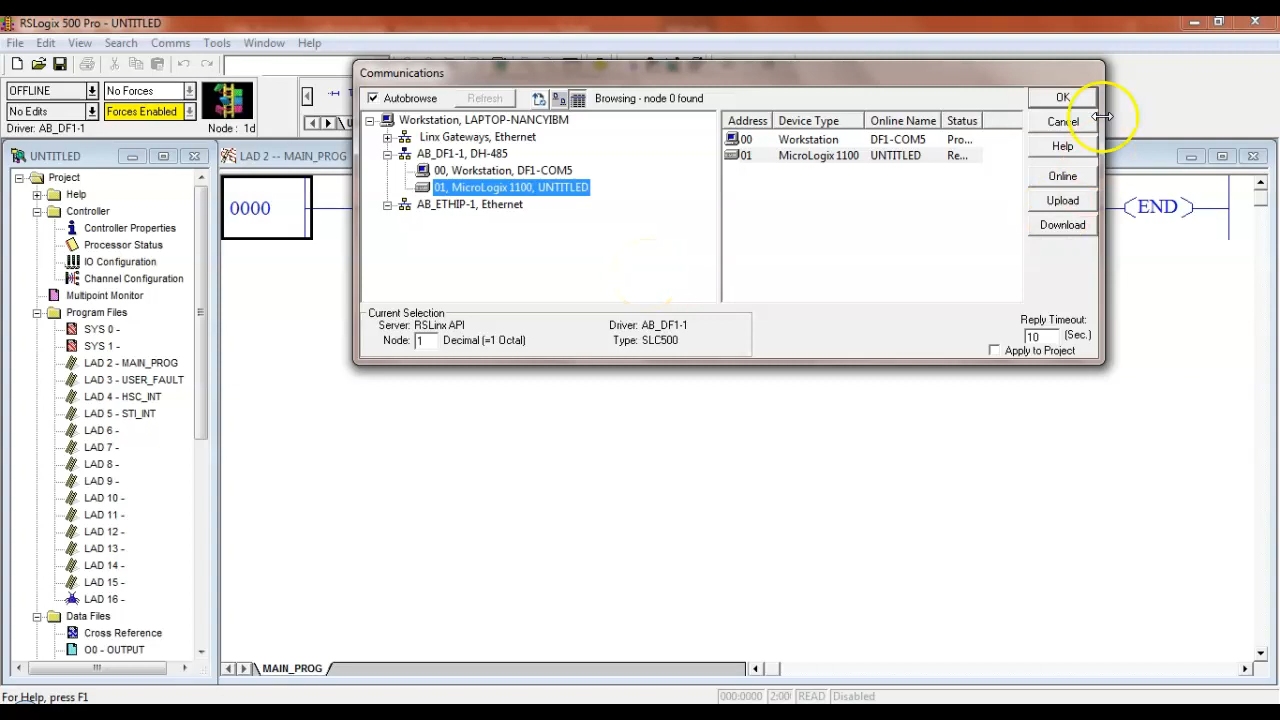 RSLogix 500 Pro - UNTITLED
File Edit View Search Comms Tools Window Help
OFFLINE No Forces
No Edits Forces Enabled
Driver: AB_DF1-1 Node: 1d
Communications
Autobrowse Refresh Browsing - node 0 found
Workstation, LAPTOP-NANCYIBM
Linx Gateways, Ethernet
AB_DF1-1, DH-485
00, Workstation, DF1-COM5
01, MicroLogix 1100, UNTITLED
AB_ETHIP-1, Ethernet
Address Device Type Online Name Status
00 Workstation DF1-COM5 Pro...
01 MicroLogix 1100 UNTITLED Re...
OK
Cancel
Help
Online
Upload
Download
Current Selection
Server: RSLinx API Driver: AB_DF1-1
Node: 1 Decimal (=1 Octal) Type: SLC500
Reply Timeout:
10 (Sec.)
Apply to Project
UNTITLED
Project
Help
Controller
Controller Properties
Processor Status
IO Configuration
Channel Configuration
Multipoint Monitor
Program Files
SYS 0 -
SYS 1 -
LAD 2 - MAIN_PROG
LAD 3 - USER_FAULT
LAD 4 - HSC_INT
LAD 5 - STI_INT
LAD 6 -
LAD 7 -
LAD 8 -
LAD 9 -
LAD 10 -
LAD 11 -
LAD 12 -
LAD 13 -
LAD 14 -
LAD 15 -
LAD 16 -
Data Files
Cross Reference
O0 - OUTPUT
LAD 2 -- MAIN_PROG
0000
END
MAIN_PROG
For Help, press F1
000:0000 2:00 READ Disabled